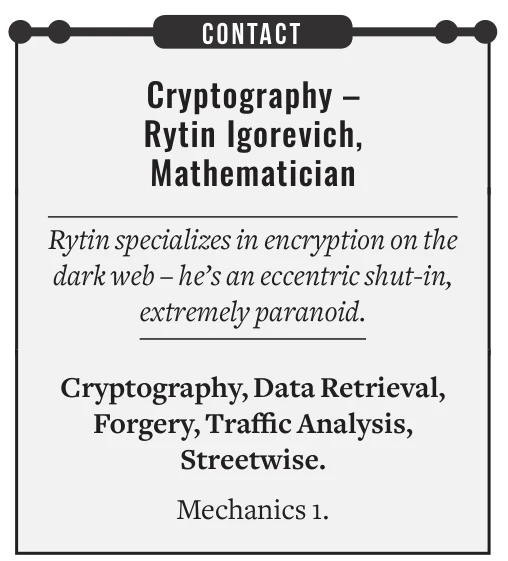 CONTACT
Cryptography –
Rytin Igorevich,
Mathematician
Rytin specializes in encryption on the
dark web – he’s an eccentric shut-in,
extremely paranoid.
Cryptography, Data Retrieval,
Forgery, Traffic Analysis,
Streetwise.
Mechanics 1.